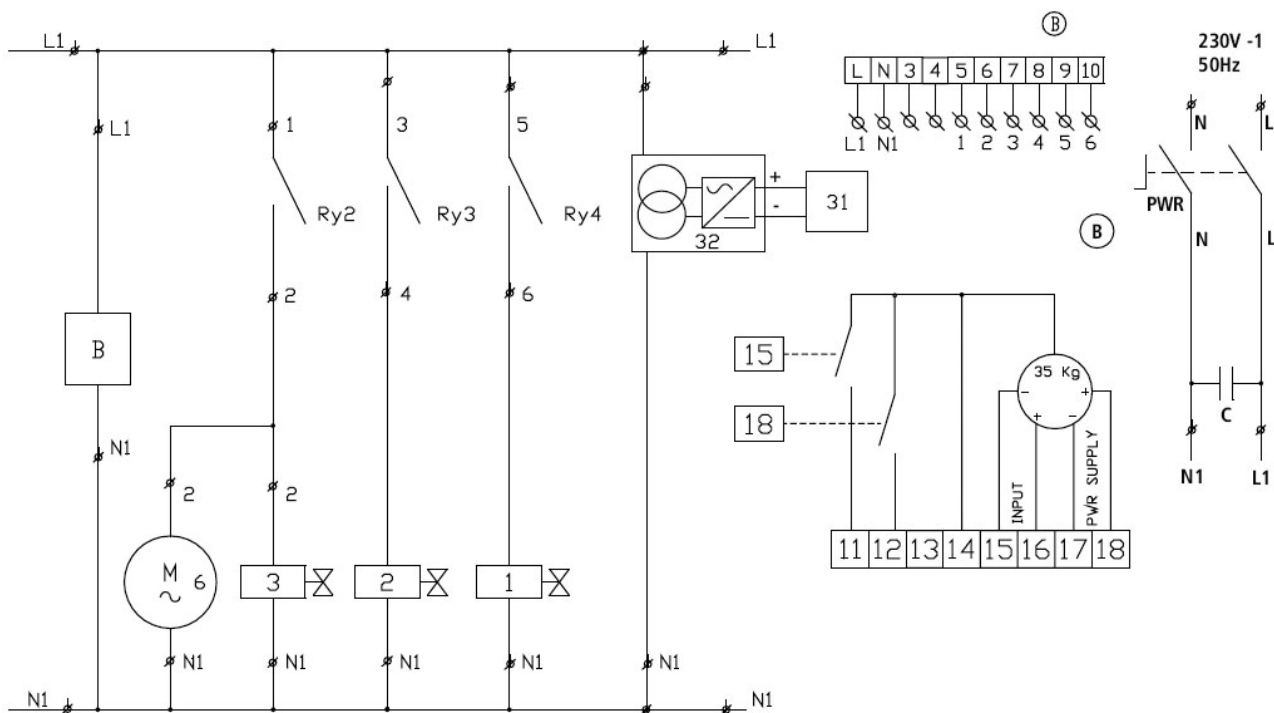 L1 L1
L1 1 3 5
Ry2 Ry3 Ry4
+
-
31
32
2 4 6
B
N1
2 2
M 6
3 2 1
N1 N1 N1 N1 N1
N1 N1
B
L N 3 4 5 6 7 8 9 10
L1 N1 1 2 3 4 5 6
230V -1
50Hz
N L
PWR
N L
C
N1 L1
B
15
18
35 Kg
- +
+ -
INPUT
PWR SUPPLY
11 12 13 14 15 16 17 18